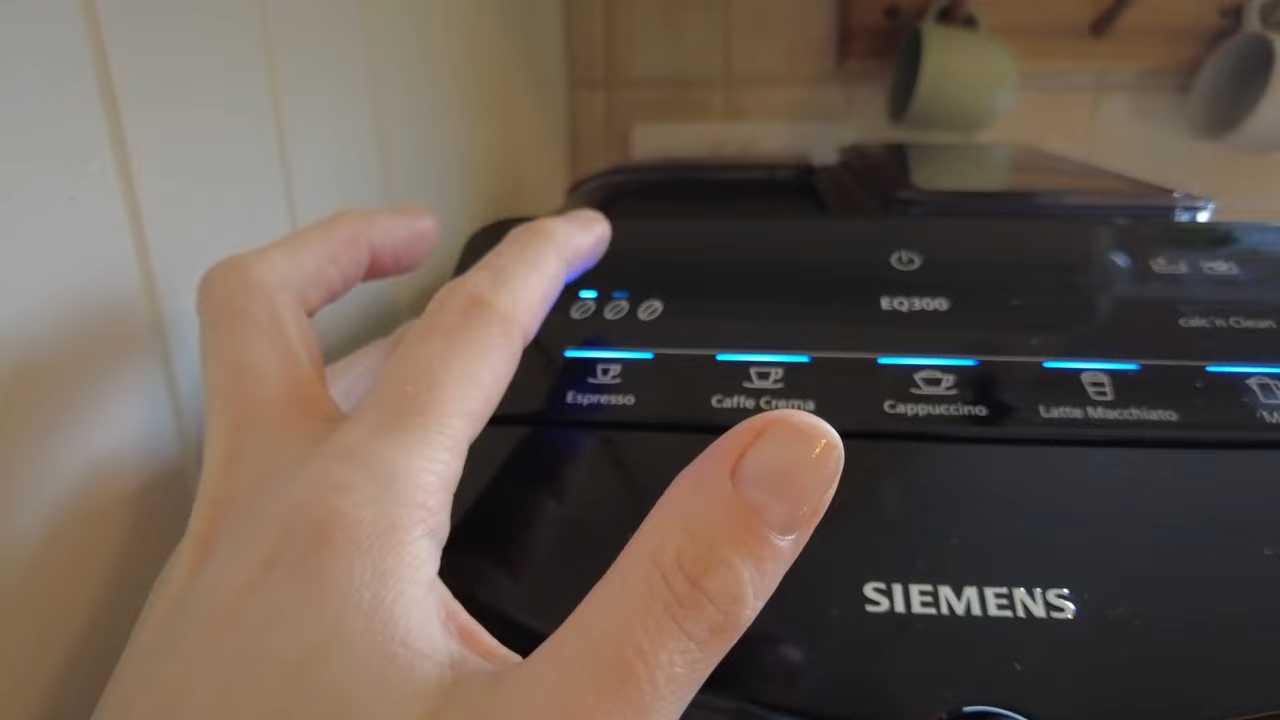 EQ300
calc'n Clean
Espresso
Caffe Crema
Cappuccino
Latte Macchiato
SIEMENS